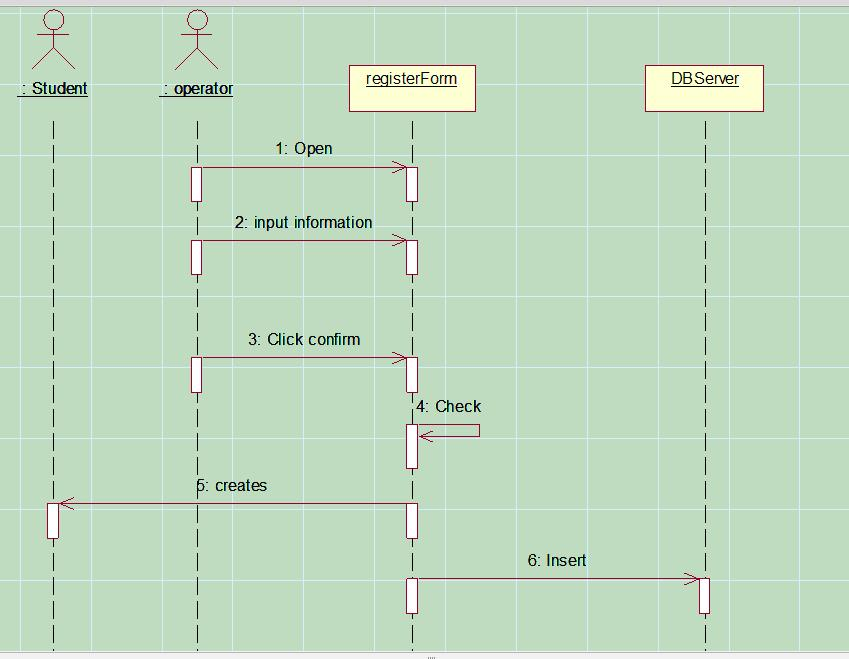 : Student
: operator
registerForm
DBServer
1: Open
2: input information
3: Click confirm
4: Check
5: creates
6: Insert